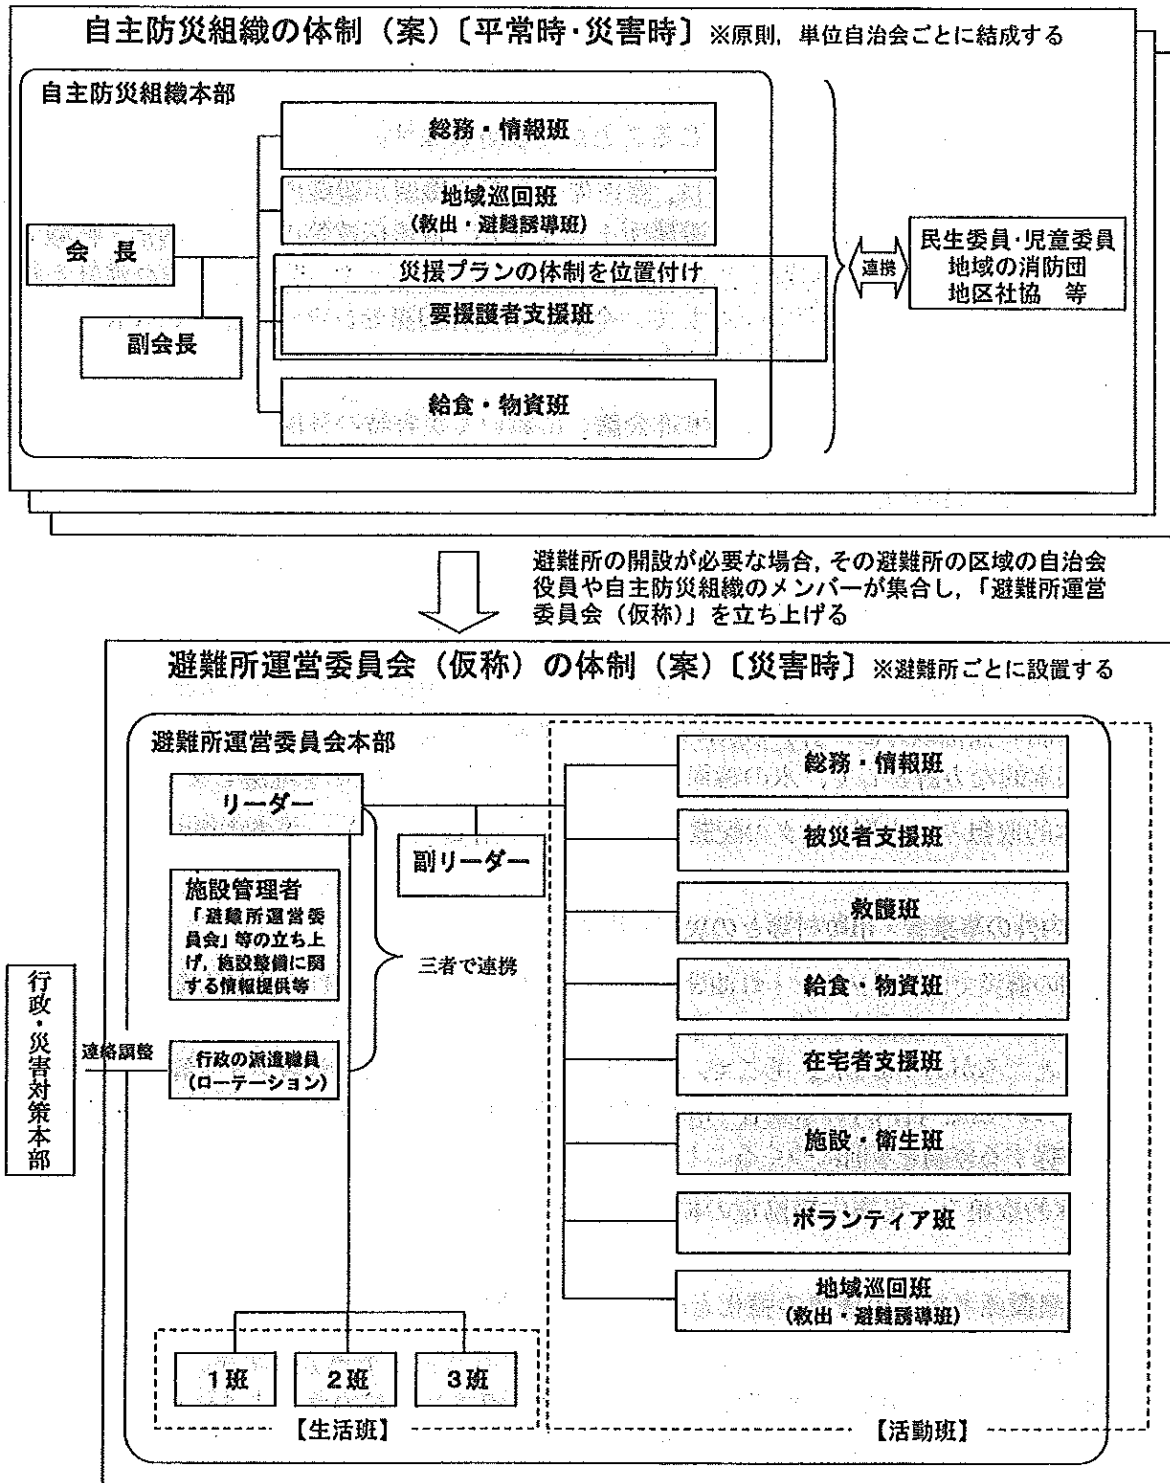 自主防災組織の体制（案）〔平常時・災害時〕※原則，単位自治会ごとに結成する
自主防災組織本部
総務・情報班
地域巡回班
（救出・避難誘導班）
会　長
災援プランの体制を位置付け
要援護者支援班
副会長
給食・物資班
連携
民生委員・児童委員
地域の消防団
地区社協　等
避難所の開設が必要な場合，その避難所の区域の自治会
役員や自主防災組織のメンバーが集合し，「避難所運営
委員会（仮称）」を立ち上げる
避難所運営委員会（仮称）の体制（案）〔災害時〕※避難所ごとに設置する
避難所運営委員会本部
リーダー
副リーダー
施設管理者
「避難所運営委
員会」等の立ち上
げ，施設整備に関
する情報提供等
三者で連携
行政・災害対策本部
連絡調整
行政の派遣職員
（ローテーション）
総務・情報班
被災者支援班
救護班
給食・物資班
在宅者支援班
施設・衛生班
ボランティア班
地域巡回班
（救出・避難誘導班）
1班
2班
3班
【生活班】
【活動班】